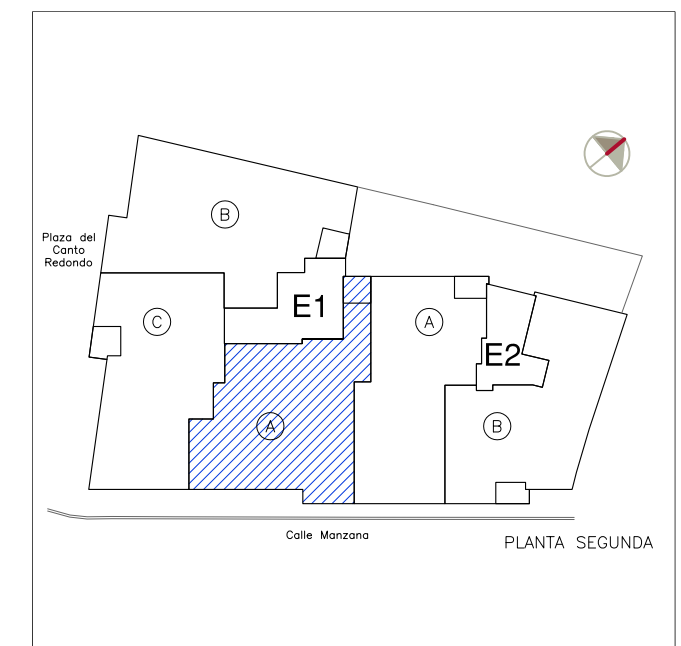 B
Plaza del
Canto
Redondo
E1
C
A
E2
A
B
Calle Manzana
PLANTA SEGUNDA